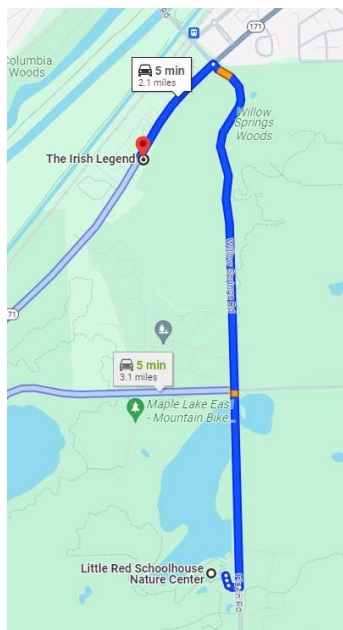 Columbia
Woods
171
5 min
2.1 miles
Willow
Springs
Woods
The Irish Legend
Willow Springs Rd
71
5 min
3.1 miles
Maple Lake East
- Mountain Bike...
Little Red Schoolhouse
Nature Center
Rd